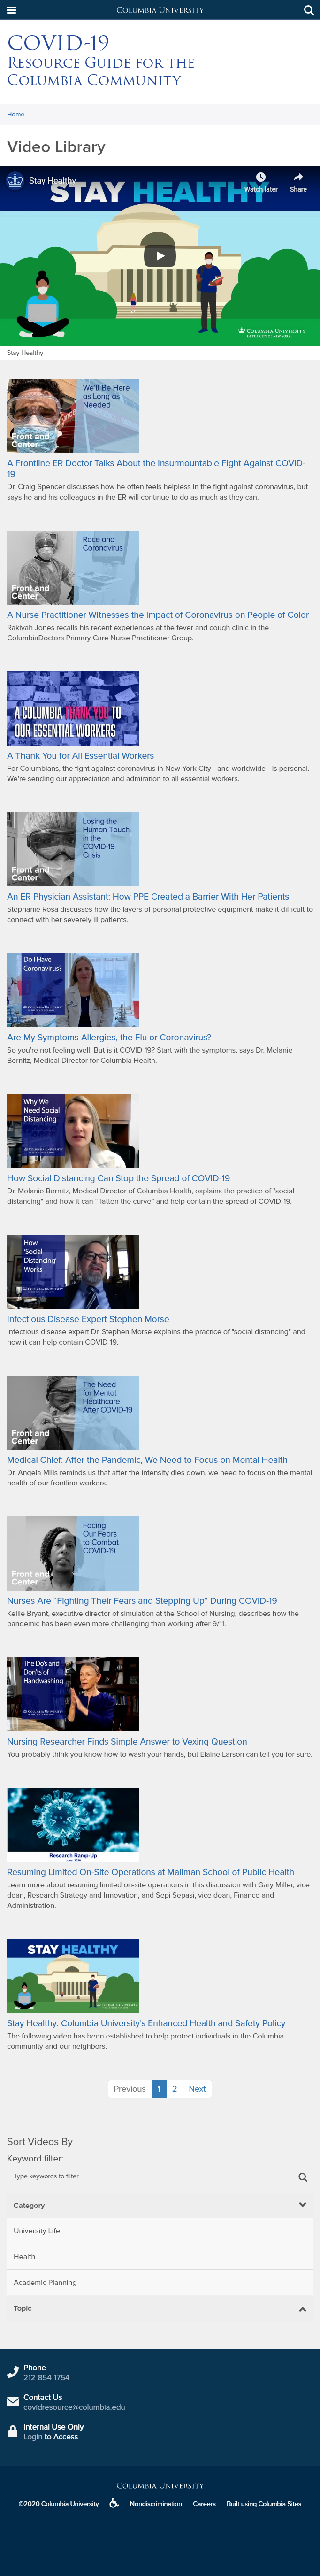 COLUMBIA UNIVERSITY
COVID-19
RESOURCE GUIDE FOR THE
COLUMBIA COMMUNITY
Home
Video Library
Stay Healthy
Watch later
Share
STAY HEALTHY
COLUMBIA UNIVERSITY
IN THE CITY OF NEW YORK
Stay Healthy
We'll Be Here
as Long as
Needed
Front and
Center
A Frontline ER Doctor Talks About the Insurmountable Fight Against COVID-
19
Dr. Craig Spencer discusses how he often feels helpless in the fight against coronavirus, but
says he and his colleagues in the ER will continue to do as much as they can.
Race and
Coronavirus
Front and
Center
A Nurse Practitioner Witnesses the Impact of Coronavirus on People of Color
Rakiyah Jones recalls his recent experiences at the fever and cough clinic in the
ColumbiaDoctors Primary Care Nurse Practitioner Group.
A COLUMBIA THANK YOU TO
OUR ESSENTIAL WORKERS
A Thank You for All Essential Workers
For Columbians, the fight against coronavirus in New York City—and worldwide—is personal.
We're sending our appreciation and admiration to all essential workers.
Losing the
Human Touch
in the
COVID-19
Crisis
Front and
Center
An ER Physician Assistant: How PPE Created a Barrier With Her Patients
Stephanie Rosa discusses how the layers of personal protective equipment make it difficult to
connect with her severely ill patients.
Do I Have
Coronavirus?
COLUMBIA UNIVERSITY
Are My Symptoms Allergies, the Flu or Coronavirus?
So you're not feeling well. But is it COVID-19? Start with the symptoms, says Dr. Melanie
Bernitz, Medical Director for Columbia Health.
Why We
Need Social
Distancing
COLUMBIA UNIVERSITY
How Social Distancing Can Stop the Spread of COVID-19
Dr. Melanie Bernitz, Medical Director of Columbia Health, explains the practice of "social
distancing" and how it can "flatten the curve" and help contain the spread of COVID-19.
How
'Social
Distancing'
Works
COLUMBIA UNIVERSITY
Infectious Disease Expert Stephen Morse
Infectious disease expert Dr. Stephen Morse explains the practice of "social distancing" and
how it can help contain COVID-19.
The Need
for Mental
Healthcare
After COVID-19
Front and
Center
Medical Chief: After the Pandemic, We Need to Focus on Mental Health
Dr. Angela Mills reminds us that after the intensity dies down, we need to focus on the mental
health of our frontline workers.
Facing
Our Fears
to Combat
COVID-19
Front and
Center
Nurses Are "Fighting Their Fears and Stepping Up" During COVID-19
Kellie Bryant, executive director of simulation at the School of Nursing, describes how the
pandemic has been even more challenging than working after 9/11.
The Do's and
Don'ts of
Handwashing
COLUMBIA UNIVERSITY
Nursing Researcher Finds Simple Answer to Vexing Question
You probably think you know how to wash your hands, but Elaine Larson can tell you for sure.
Research Ramp-Up
June 2020
Resuming Limited On-Site Operations at Mailman School of Public Health
Learn more about resuming limited on-site operations in this discussion with Gary Miller, vice
dean, Research Strategy and Innovation, and Sepi Sepasi, vice dean, Finance and
Administration.
STAY HEALTHY
COLUMBIA UNIVERSITY
Stay Healthy: Columbia University's Enhanced Health and Safety Policy
The following video has been established to help protect individuals in the Columbia
community and our neighbors.
Previous 1 2 Next
Sort Videos By
Keyword filter:
Type keywords to filter
Category
University Life
Health
Academic Planning
Topic
Phone
212-854-1754
Contact Us
covidresource@columbia.edu
Internal Use Only
Login to Access
COLUMBIA UNIVERSITY
©2020 Columbia University Nondiscrimination Careers Built using Columbia Sites